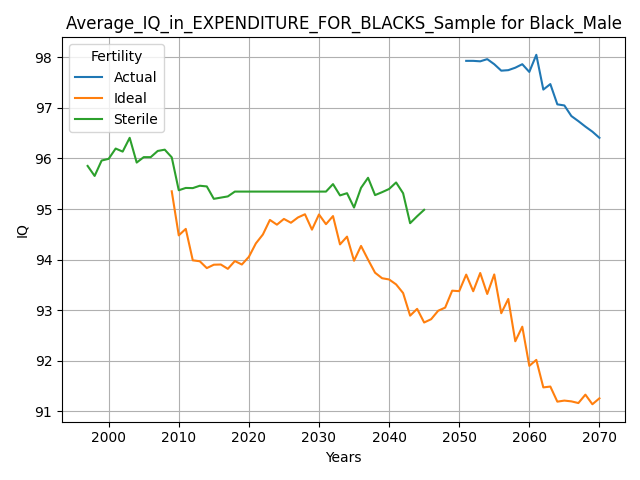 Average_IQ_in_EXPENDITURE_FOR_BLACKS_Sample for Black_Male
Fertility
Actual
Ideal
Sterile
98
97
96
95
94
93
92
91
IQ
2000 2010 2020 2030 2040 2050 2060 2070
Years